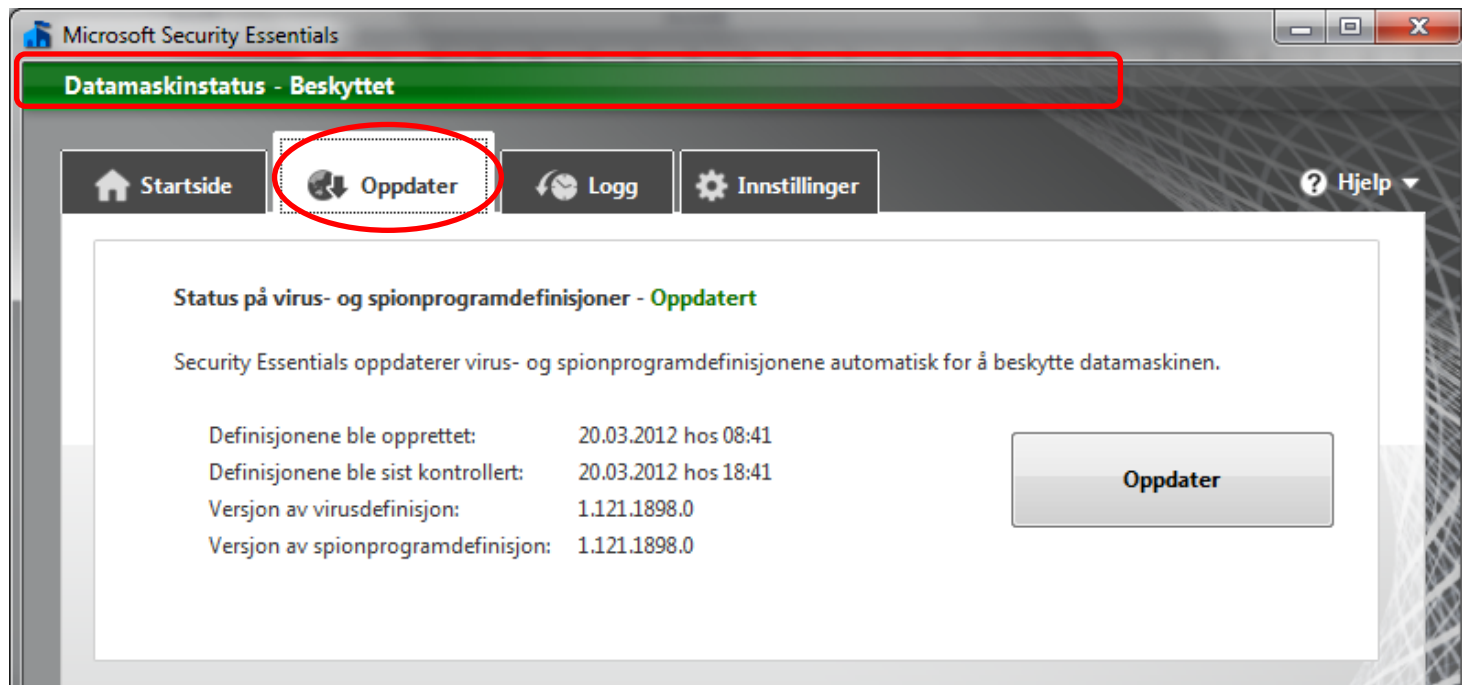 Microsoft Security Essentials
Datamaskinstatus - Beskyttet
Startside
Oppdater
Logg
Innstillinger
Hjelp
Status på virus- og spionprogramdefinisjoner - Oppdatert
Security Essentials oppdaterer virus- og spionprogramdefinisjonene automatisk for å beskytte datamaskinen.
Definisjonene ble opprettet: 20.03.2012 hos 08:41
Definisjonene ble sist kontrollert: 20.03.2012 hos 18:41
Versjon av virusdefinisjon: 1.121.1898.0
Versjon av spionprogramdefinisjon: 1.121.1898.0
Oppdater